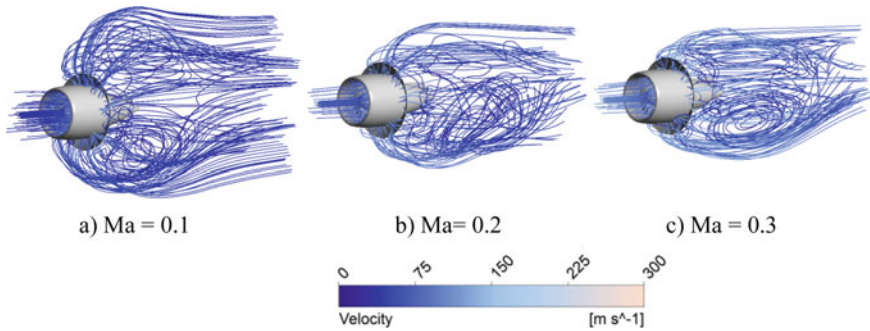 a) Ma = 0.1
b) Ma= 0.2
c) Ma = 0.3
0 75 150 225 300
Velocity [m s^-1]